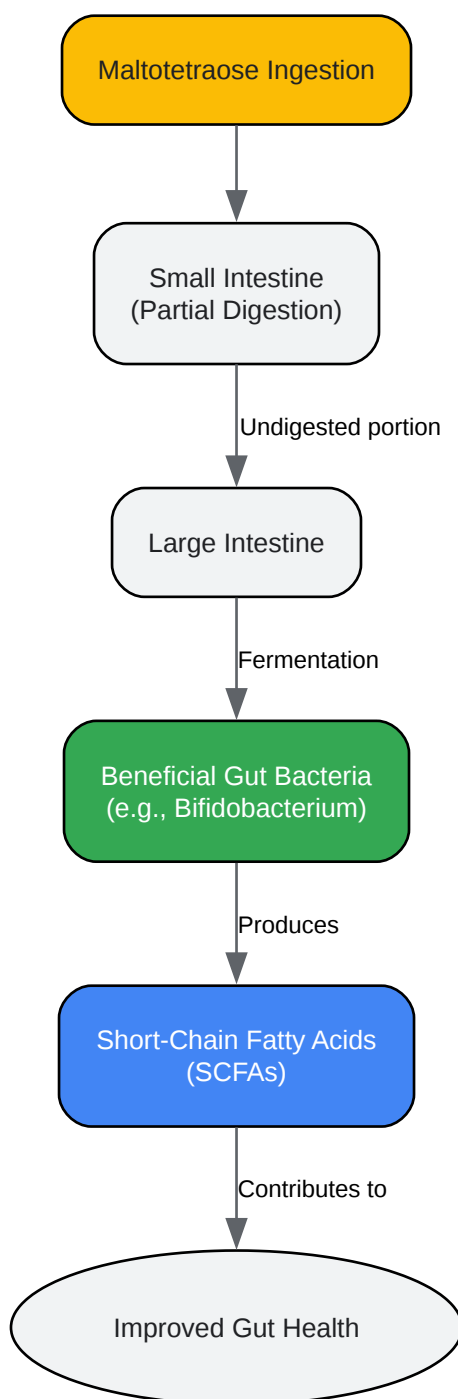 Maltotetraose Ingestion
Small Intestine
(Partial Digestion)
Undigested portion
Large Intestine
Fermentation
Beneficial Gut Bacteria
(e.g., Bifidobacterium)
Produces
Short-Chain Fatty Acids
(SCFAs)
Contributes to
Improved Gut Health